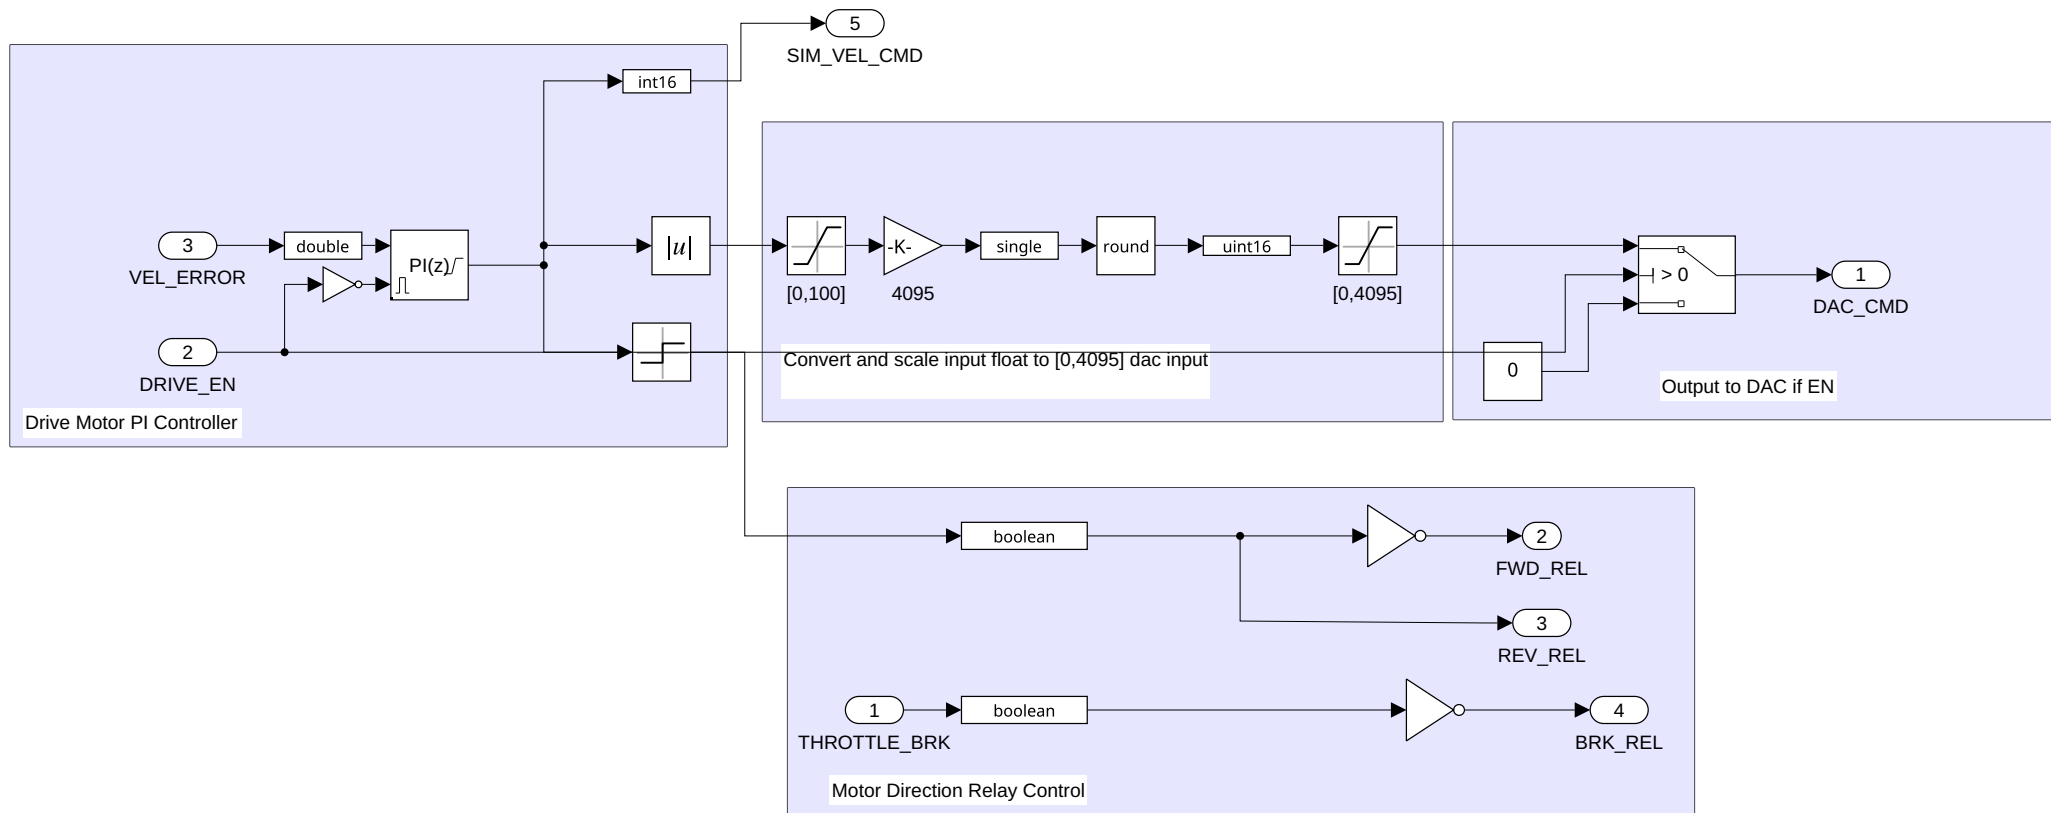 5
SIM_VEL_CMD
int16
3
VEL_ERROR
double
PI(z)
|u|
[0,100]
-K-
4095
single
round
uint16
[0,4095]
> 0
1
DAC_CMD
2
DRIVE_EN
Drive Motor PI Controller
Convert and scale input float to [0,4095] dac input
0
Output to DAC if EN
boolean
2
FWD_REL
3
REV_REL
1
THROTTLE_BRK
boolean
4
BRK_REL
Motor Direction Relay Control